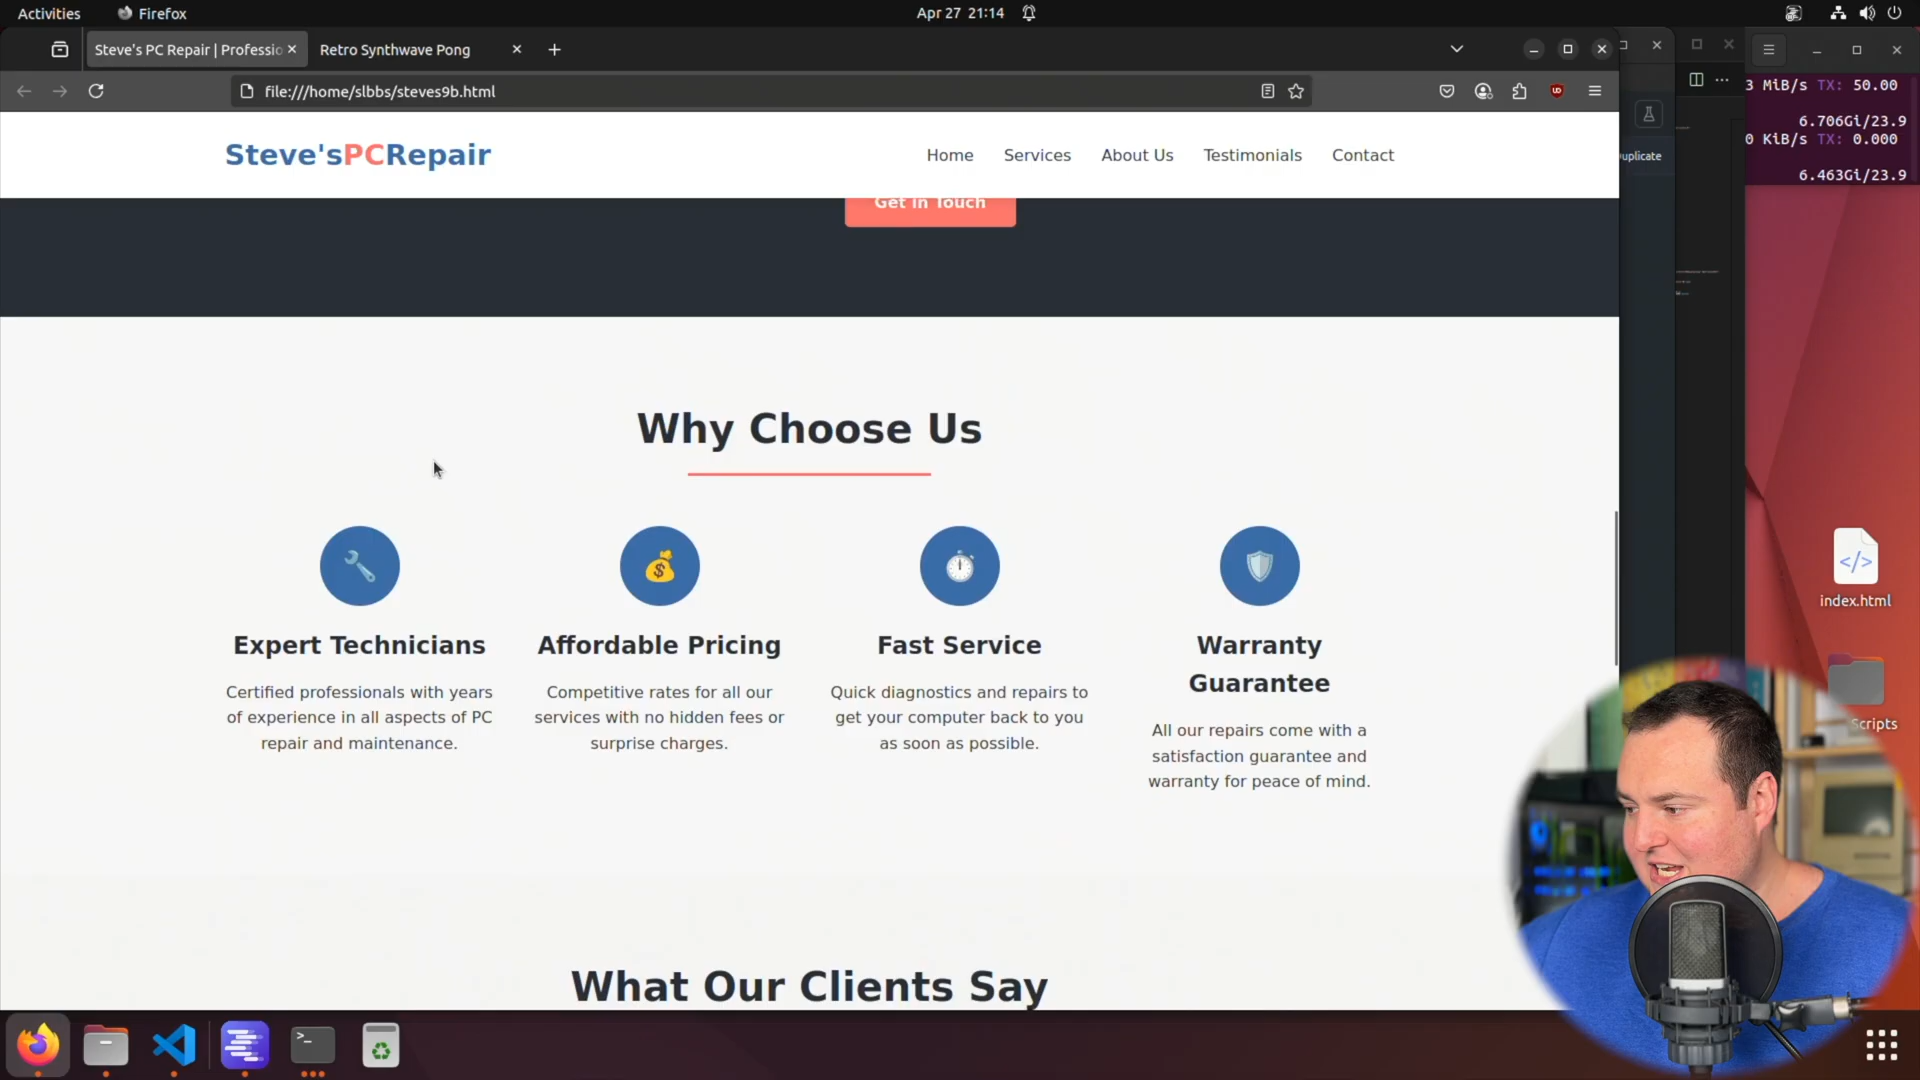 Activities
Firefox
Apr 27 21:14
Steve's PC Repair | Professio
Retro Synthwave Pong
file:///home/slbbs/steves9b.html
Steve'sPCRepair
Home
Services
About Us
Testimonials
Contact
Get in Touch
Why Choose Us
Expert Technicians
Certified professionals with years
of experience in all aspects of PC
repair and maintenance.
Affordable Pricing
Competitive rates for all our
services with no hidden fees or
surprise charges.
Fast Service
Quick diagnostics and repairs to
get your computer back to you
as soon as possible.
Warranty
Guarantee
All our repairs come with a
satisfaction guarantee and
warranty for peace of mind.
What Our Clients Say
uplicate
3 MiB/s TX: 50.00
6.706Gi/23.9
0 KiB/s TX: 0.000
6.463Gi/23.9
index.html
Scripts